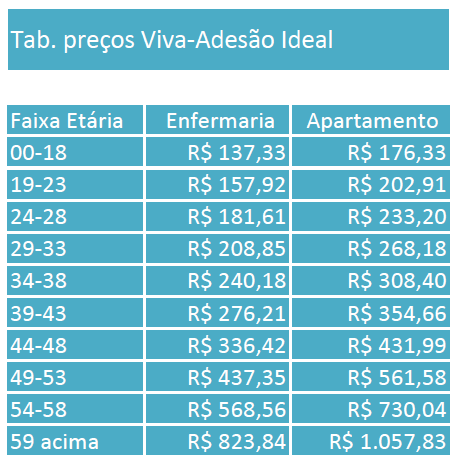 Tab. preços Viva-Adesão Ideal
Faixa Etária Enfermaria Apartamento
00-18 R$ 137,33 R$ 176,33
19-23 R$ 157,92 R$ 202,91
24-28 R$ 181,61 R$ 233,20
29-33 R$ 208,85 R$ 268,18
34-38 R$ 240,18 R$ 308,40
39-43 R$ 276,21 R$ 354,66
44-48 R$ 336,42 R$ 431,99
49-53 R$ 437,35 R$ 561,58
54-58 R$ 568,56 R$ 730,04
59 acima R$ 823,84 R$ 1.057,83